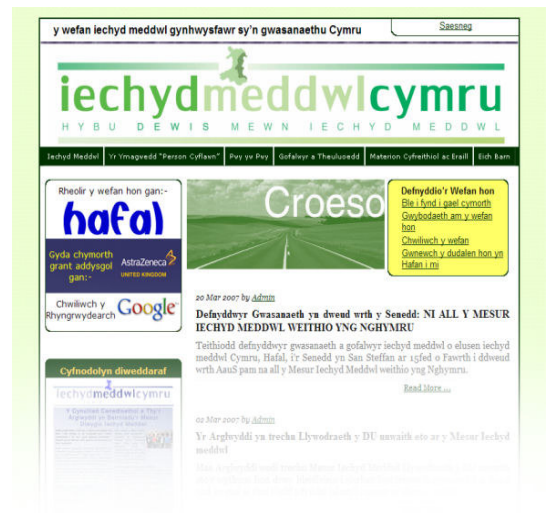 y wefan iechyd meddwl gynhwysfawr sy'n gwasanaethu Cymru
Saesneg
iechydmeddwlcymru
HYBU DEWIS MEWN IECHYD MEDDWL
Iechyd Meddwl
Yr Ymagwedd "Person Cyflawn"
Pwy yw Pwy
Gofalwyr a Theuluoedd
Materion Cyfreithiol ac Eraill
Eich Barn
Rheolir y wefan hon gan:-
hafal
Gyda chymorth
grant addysgol
gan:-
AstraZeneca
UNITED KINGDOM
Chwiliwch y
Rhyngrwydearch
Google
Croeso
Defnyddio'r Wefan hon
Ble i fynd i gael cymorth
Gwybodaeth am y wefan
hon
Chwiliwch y wefan
Gwnewch y dudalen hon yn
Hafan i mi
20 Mar 2007 by Admin
Defnyddwyr Gwasanaeth yn dweud wrth y Senedd: NI ALL Y MESUR
IECHYD MEDDWL WEITHIO YNG NGHYMRU
Teithiodd defnyddwyr gwasanaeth a gofalwyr iechyd meddwl o elusen iechyd
meddwl Cymru, Hafal, i'r Senedd yn San Steffan ar 15fed o Fawrth i ddweud
wrth AauS pam na all y Mesur Iechyd Meddwl weithio yng Nghymru.
Read More ...
02 Mar 2007 by Admin
Yr Arglwyddi yn trechu Llywodraeth y DU unwaith eto ar y Mesur Iechyd
meddwl
Cyfnodolyn diweddaraf
iechydmeddwlcymru